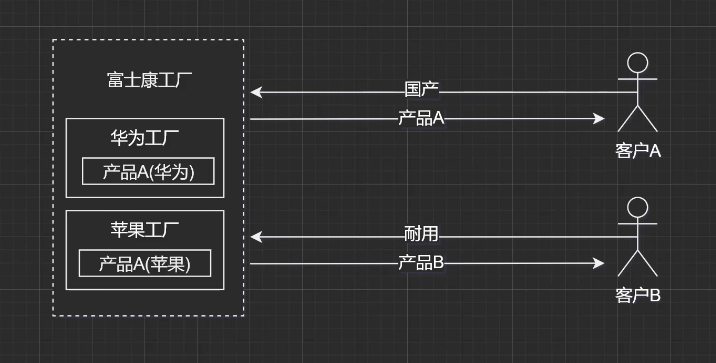 富士康工厂
华为工厂
产品A(华为)
苹果工厂
产品A(苹果)
国产
产品A
客户A
耐用
产品B
客户B